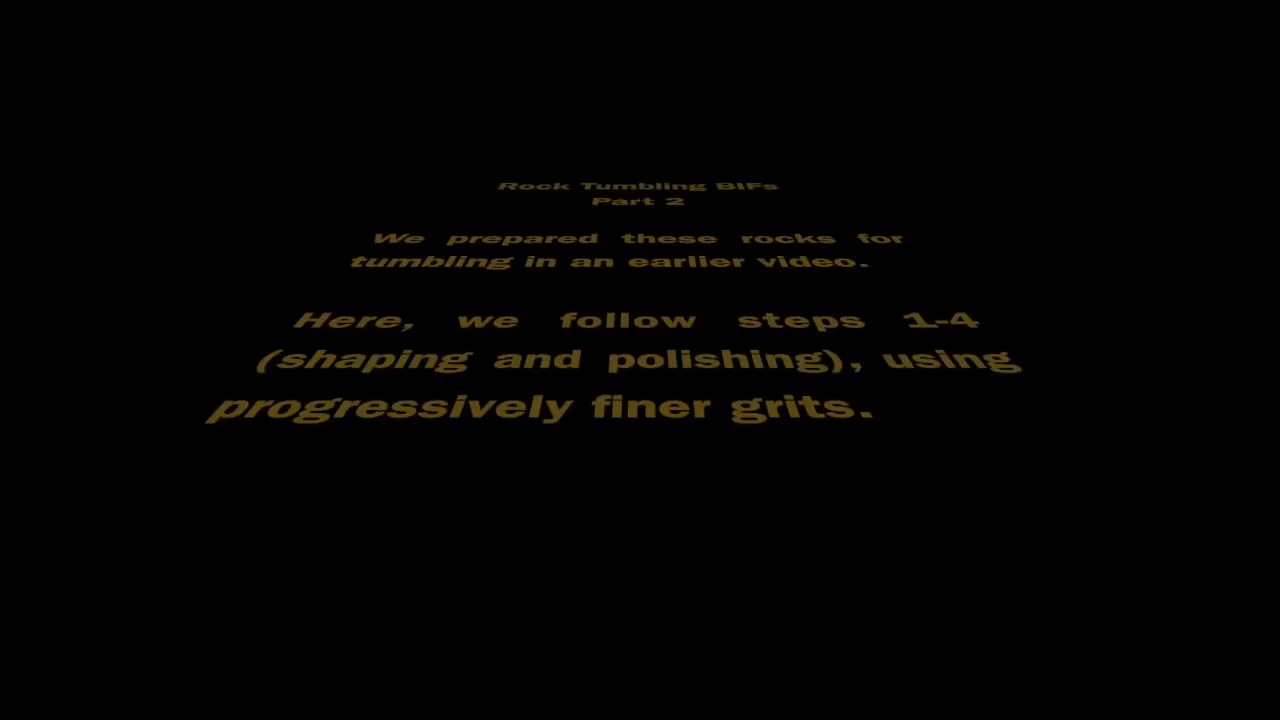 Rock Tumbling BIFs
Part 2
We prepared these rocks for
tumbling in an earlier video.
Here, we follow steps 1-4
(shaping and polishing), using
progressively finer grits.